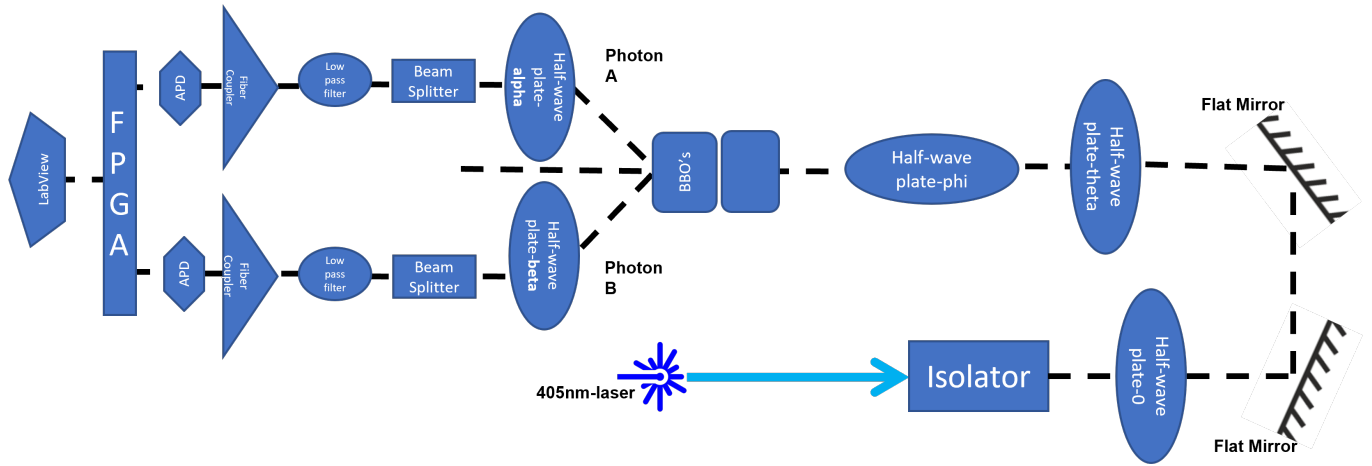 LabView
F
P
G
A
APD
Fiber
Coupler
Low
pass
filter
Beam
Splitter
Half-wave
plate-
alpha
Photon
A
APD
Fiber
Coupler
Low
pass
filter
Beam
Splitter
Half-wave
plate-beta
Photon
B
BBO's
Half-wave
plate-phi
Half-wave
plate-theta
Flat Mirror
405nm-laser
Isolator
Half-wave
plate-0
Flat Mirror